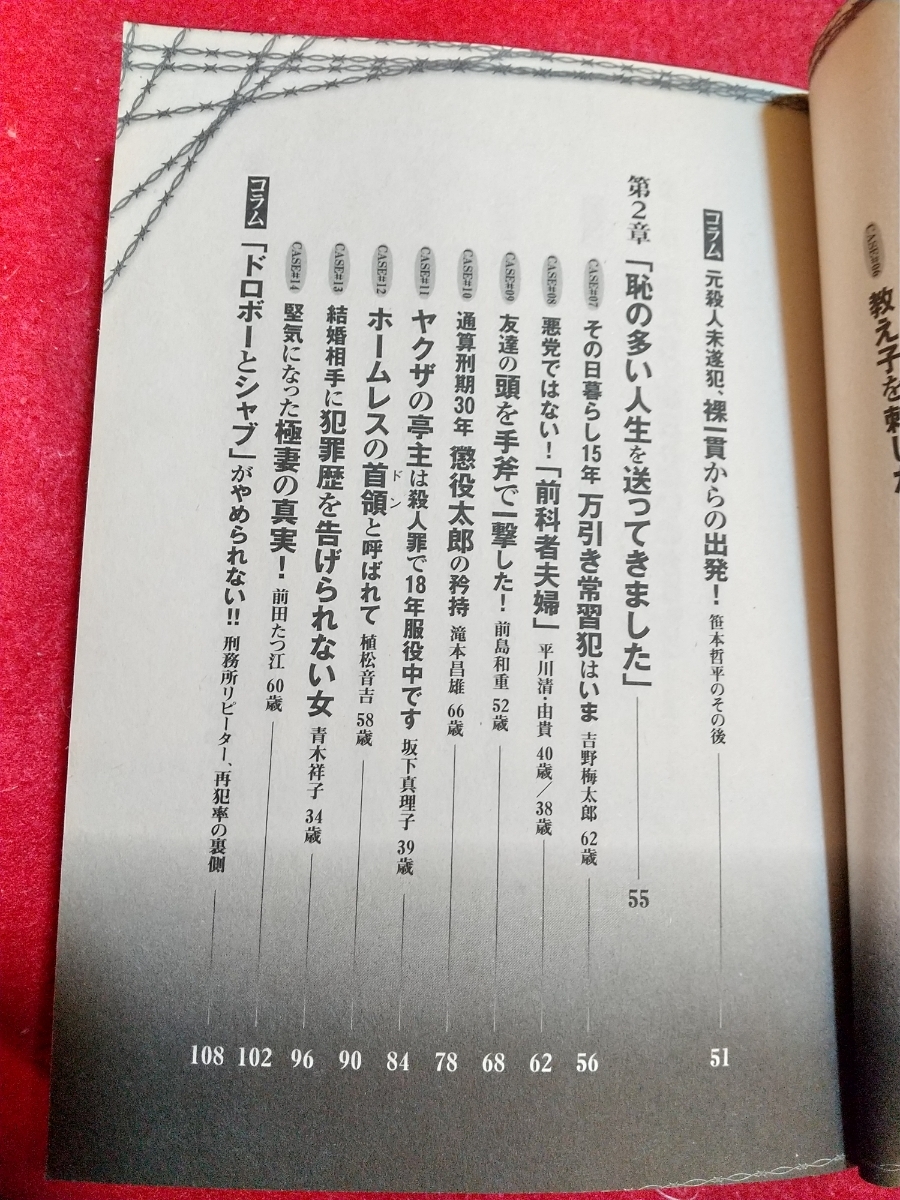 CASE#06 教え子を刺した
コラム 元殺人未遂犯、裸一貫からの出発! 笹本哲平のその後 51
第2章 「恥の多い人生を送ってきました」 55
CASE#07 その日暮らし15年 万引き常習犯はいま 吉野梅太郎 62歳 56
CASE#08 悪党ではない!「前科者夫婦」 平川清・由貴 40歳/38歳 62
CASE#09 友達の頭を手斧で一撃した! 前島和重 52歳 68
CASE#10 通算刑期30年 懲役太郎の矜持 滝本昌雄 66歳 78
CASE#11 ヤクザの亭主は殺人罪で18年服役中です 坂下真理子 39歳 84
CASE#12 ホームレスの首領と呼ばれて 植松音吉 58歳 90
ドン
CASE#13 結婚相手に犯罪歴を告げられない女 青木祥子 34歳 96
CASE#14 堅気になった極妻の真実! 前田たつ江 60歳 102
コラム 「ドロボーとシャブ」がやめられない!! 刑務所リピーター、再犯率の裏側 108